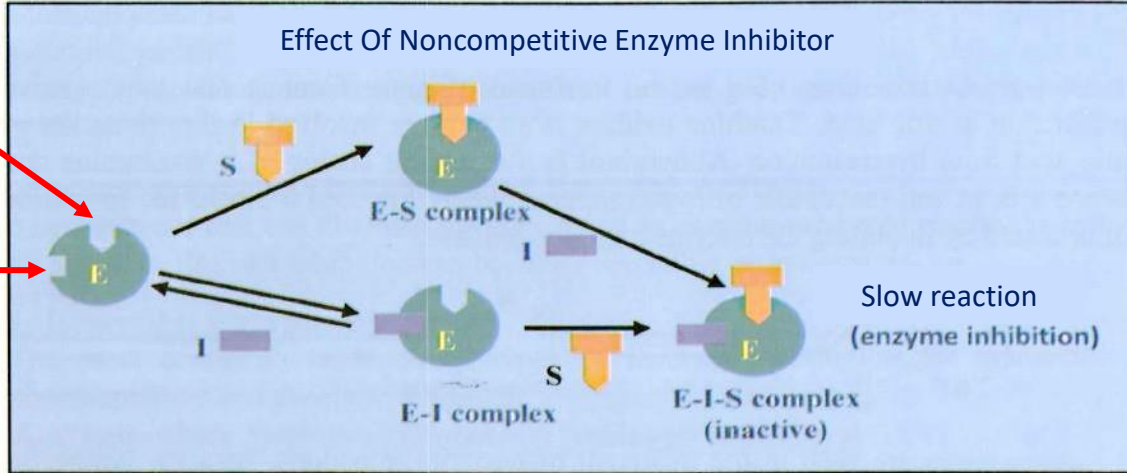 Effect Of Noncompetitive Enzyme Inhibitor
S
E
E-S complex
I
E
Slow reaction
(enzyme inhibition)
I
E
S
E
E-I complex
E-I-S complex
(inactive)